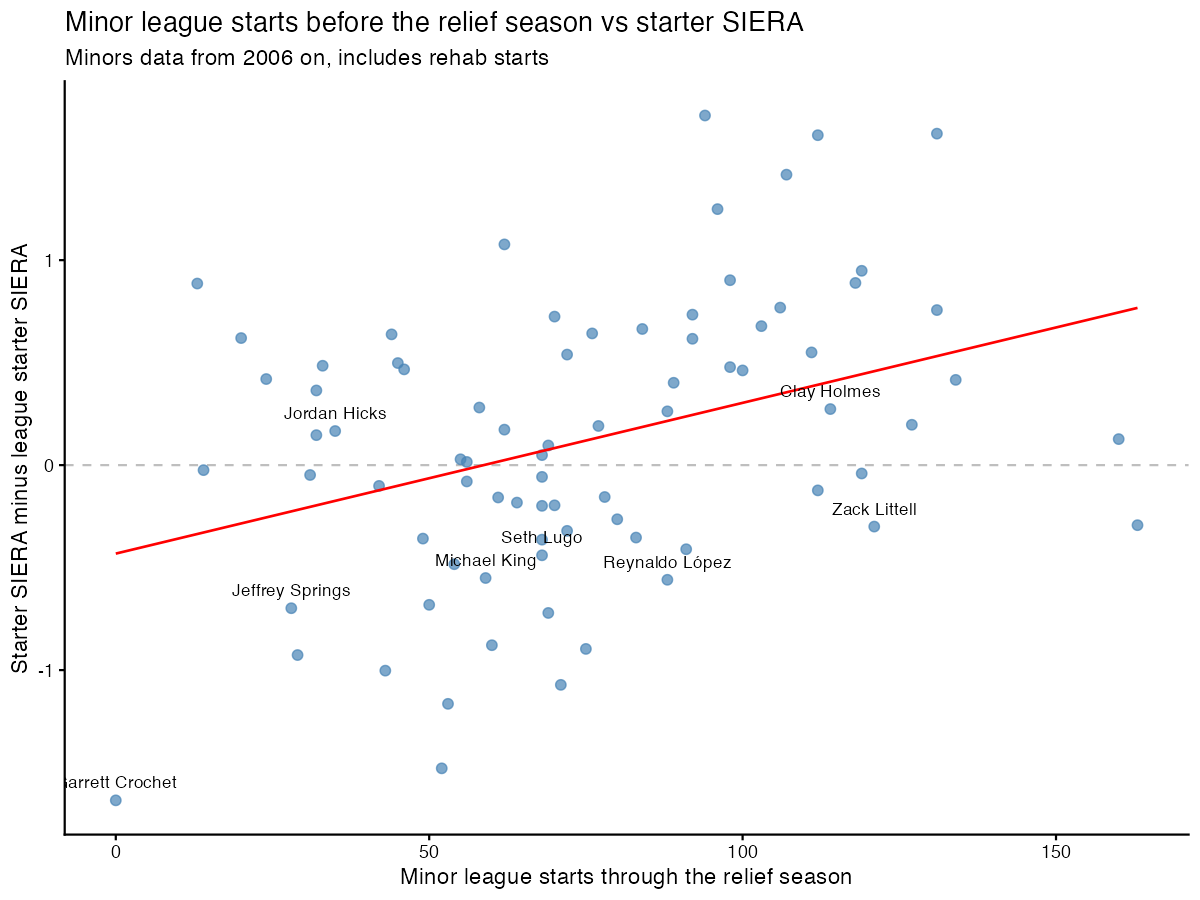 Minor league starts before the relief season vs starter SIERA
Minors data from 2006 on, includes rehab starts
Starter SIERA minus league starter SIERA
1
0
-1
Clay Holmes
Jordan Hicks
Zack Littell
Seth Lugo
Michael King
Reynaldo López
Jeffrey Springs
arrett Crochet
0
50
100
150
Minor league starts through the relief season